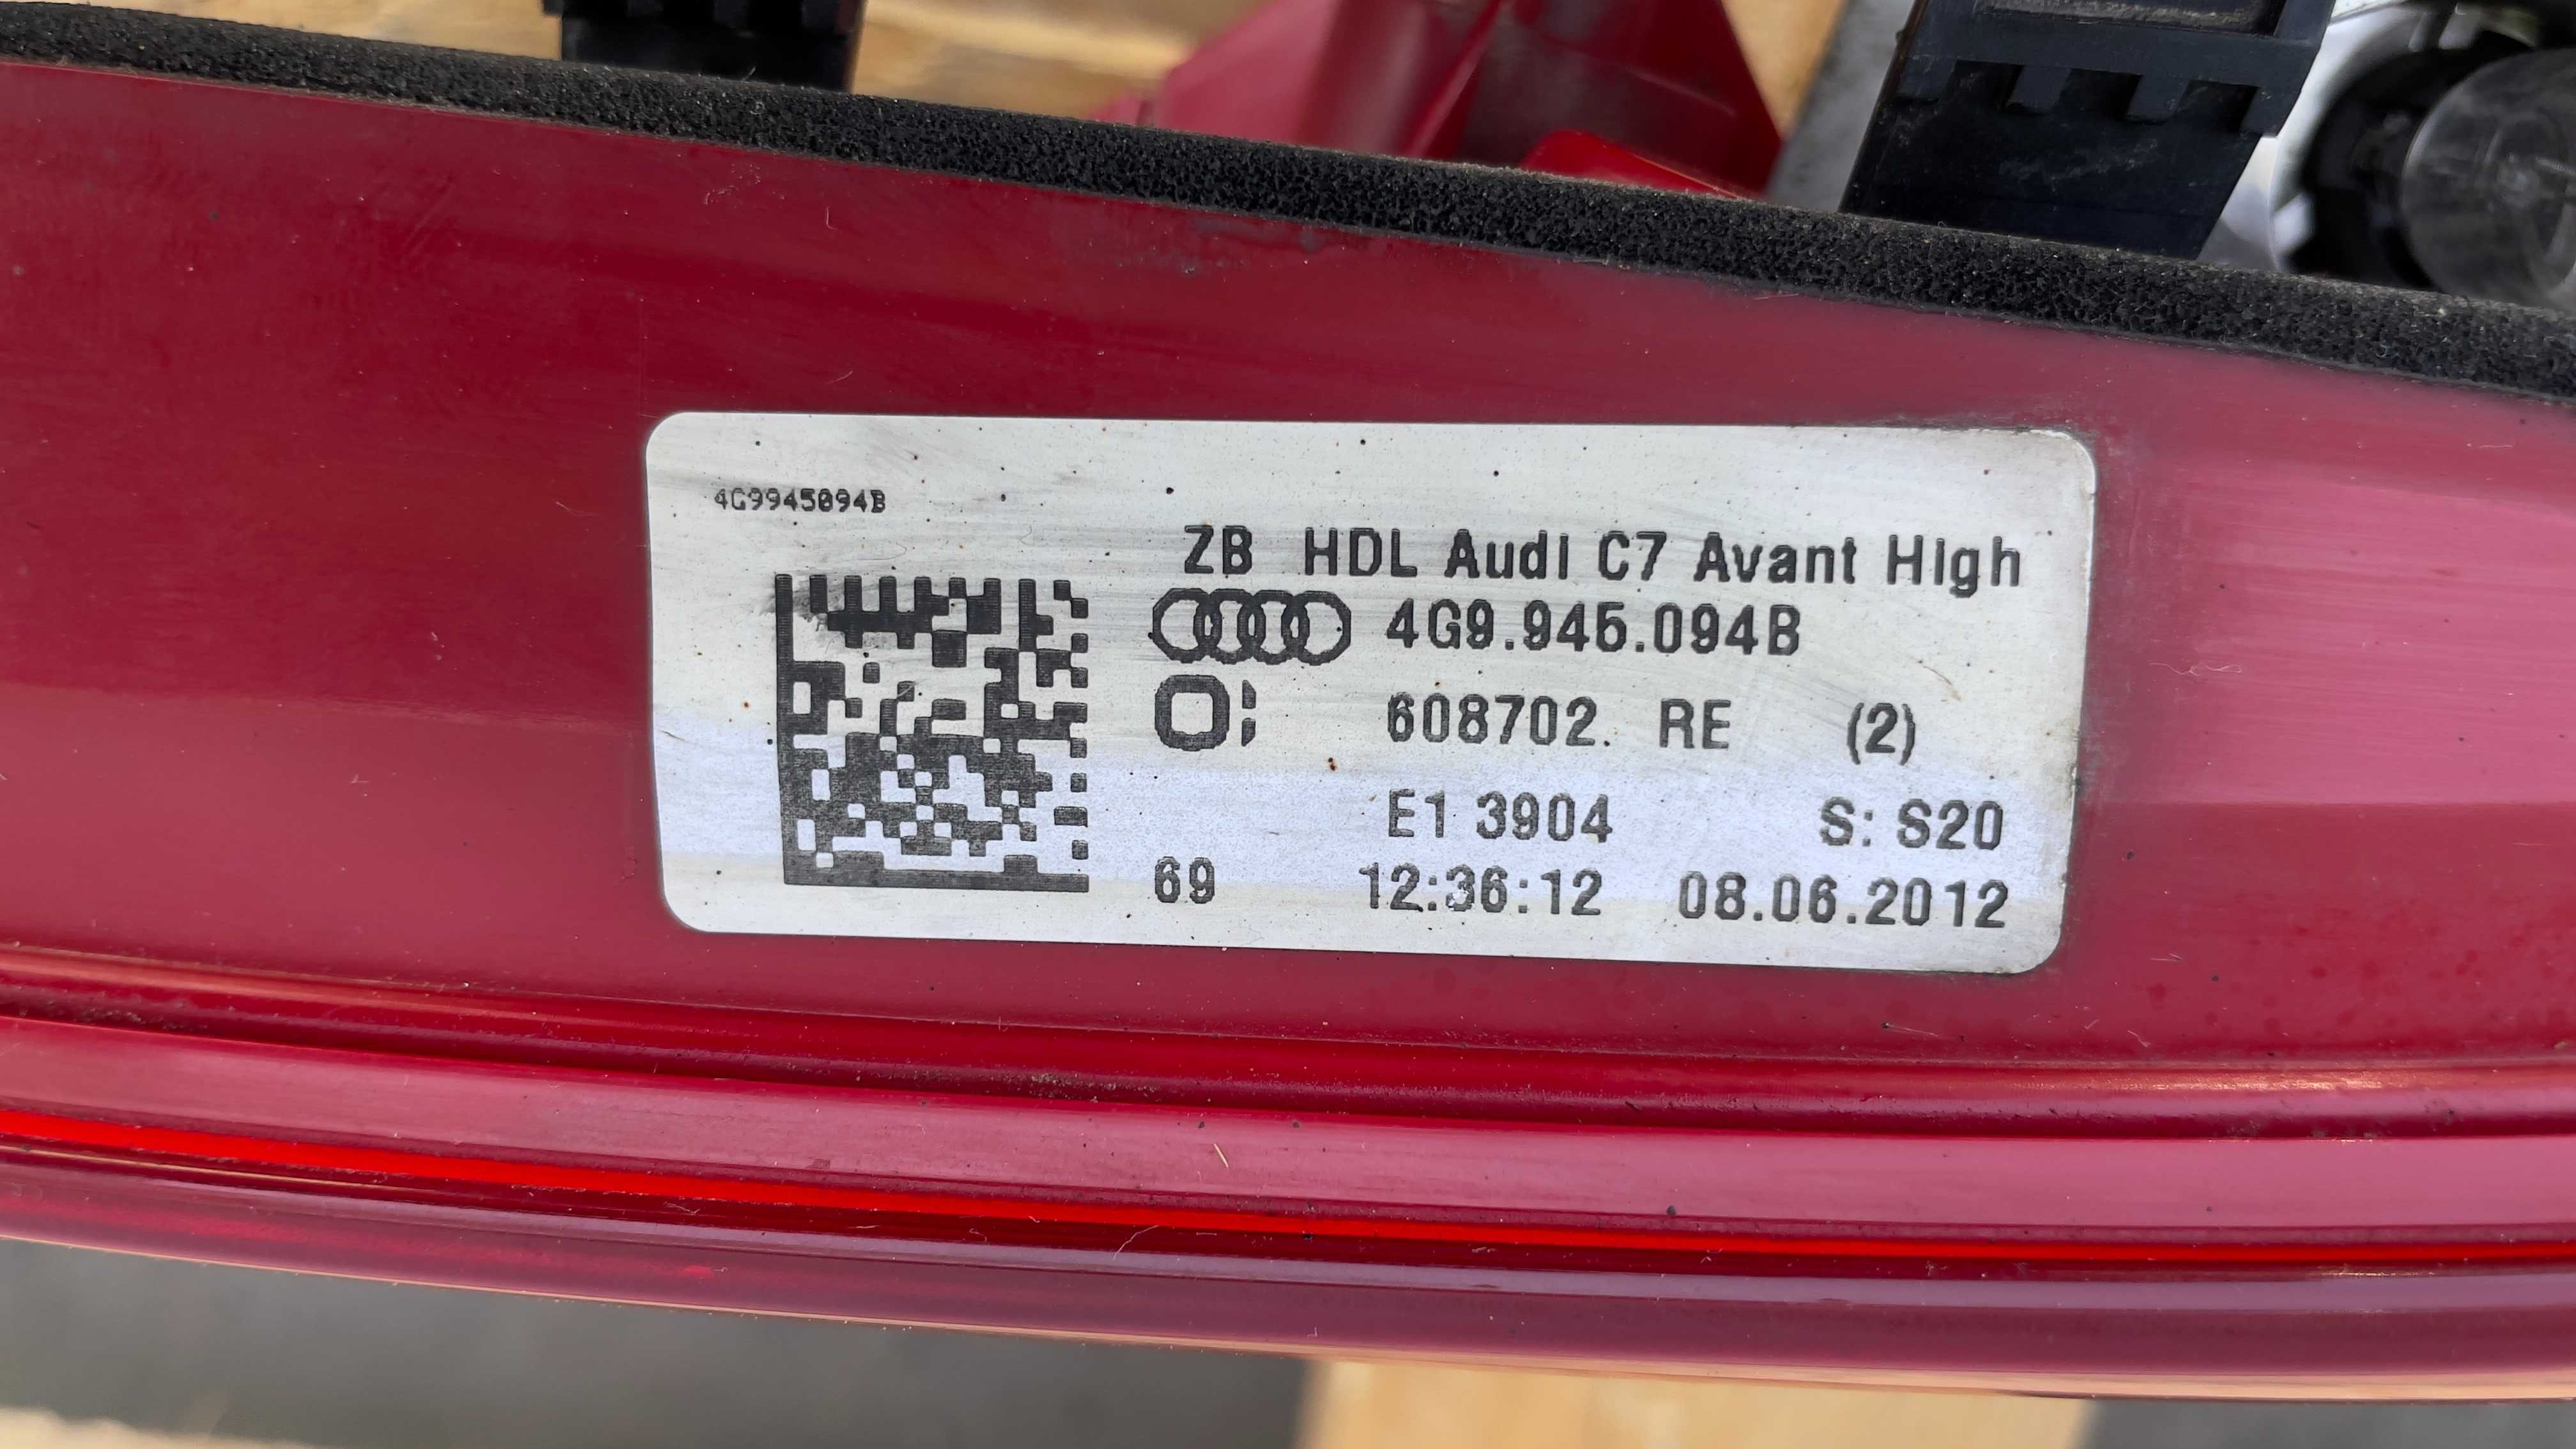 4G9945094B
ZB HDL Audi C7 Avant High
4G9.945.094B
608702. RE (2)
E1 3904 S: S20
69 12:36:12 08.06.2012